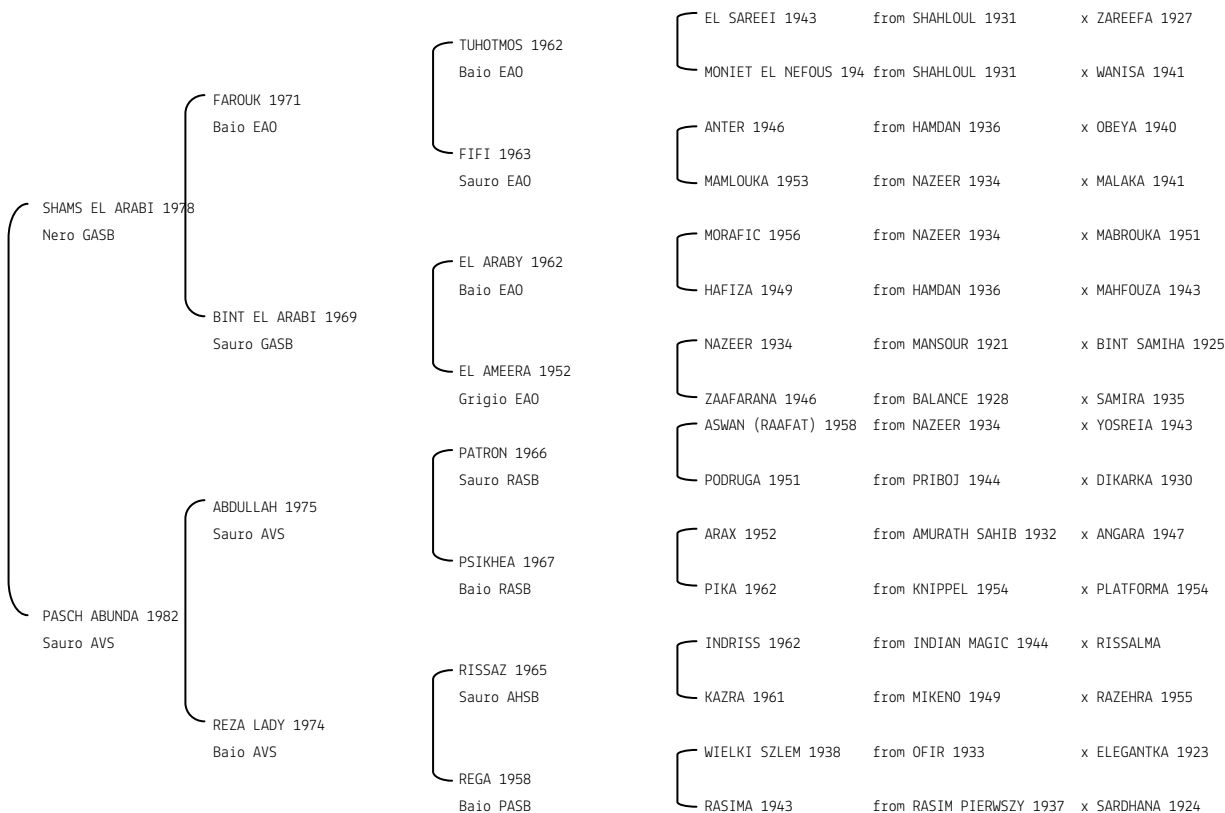 EL SAREEI 1943 from SHAHLOUL 1931 x ZAREEFA 1927
TUHOTMOS 1962
Baio EAO MONIET EL NEFOUS 194 from SHAHLOUL 1931 x WANISA 1941
FAROUK 1971
Baio EAO ANTER 1946 from HAMDAN 1936 x OBEYA 1940
FIFI 1963
Sauro EAO MAMLOUKA 1953 from NAZEER 1934 x MALAKA 1941
SHAMS EL ARABI 1978
Nero GASB MORAFIC 1956 from NAZEER 1934 x MABROUKA 1951
EL ARABY 1962
Baio EAO HAFIZA 1949 from HAMDAN 1936 x MAHFOUZA 1943
BINT EL ARABI 1969
Sauro GASB NAZEER 1934 from MANSOUR 1921 x BINT SAMIHA 1925
EL AMEERA 1952
Grigio EAO ZAAFARANA 1946 from BALANCE 1928 x SAMIRA 1935
ASWAN (RAAFAT) 1958 from NAZEER 1934 x YOSREIA 1943
PATRON 1966
Sauro RASB PODRUGA 1951 from PRIBOJ 1944 x DIKARKA 1930
ABDULLAH 1975
Sauro AVS ARAX 1952 from AMURATH SAHIB 1932 x ANGARA 1947
PSIKHEA 1967
Baio RASB PIKA 1962 from KNIPPEL 1954 x PLATFORMA 1954
PASCH ABUNDA 1982
Sauro AVS INDRISS 1962 from INDIAN MAGIC 1944 x RISSALMA
RISSAZ 1965
Sauro AHSB KAZRA 1961 from MIKENO 1949 x RAZEHRA 1955
REZA LADY 1974
Baio AVS WIELKI SZLEM 1938 from OFIR 1933 x ELEGANTKA 1923
REGA 1958
Baio PASB RASIMA 1943 from RASIM PIERWSZY 1937 x SARDHANA 1924